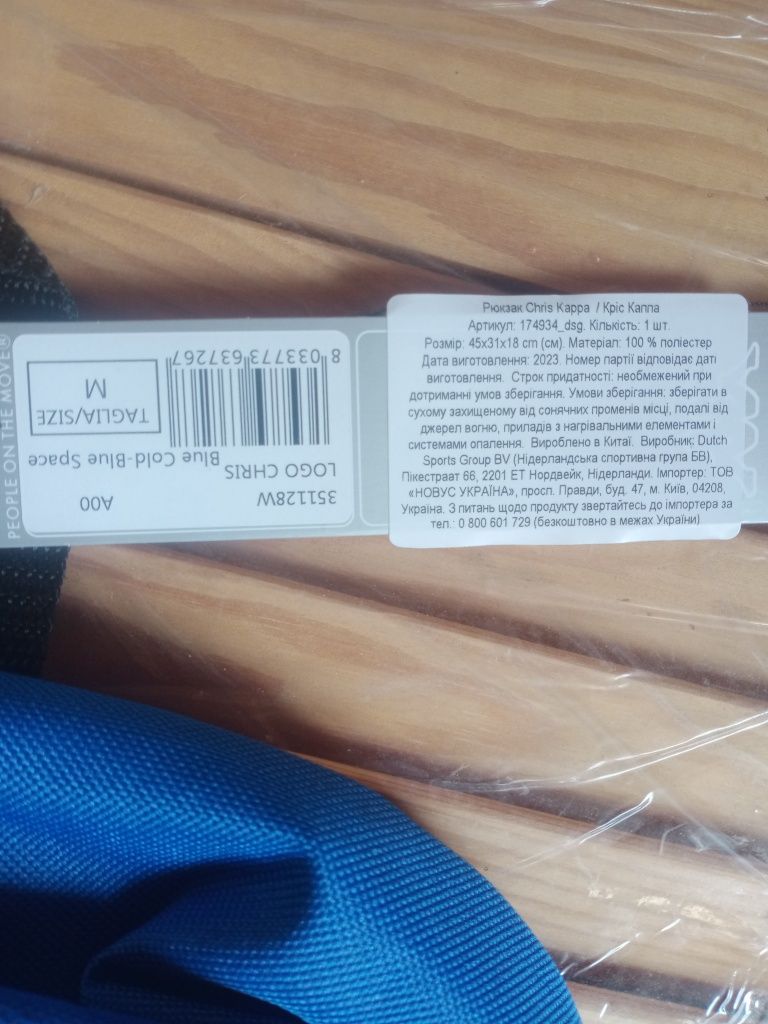 Рюкзак Chris Kappa / Кріс Каппа
Артикул: 174934_dsg. Кількість: 1 шт.
Розмір: 45x31x18 cm (см). Матеріал: 100 % поліестер
Дата виготовлення: 2023. Номер партії відповідає даті
виготовлення. Строк придатності: необмежений при
дотриманні умов зберігання. Умови зберігання: зберігати в
сухому захищеному від сонячних променів місці, подалі від
джерел вогню, приладів з нагрівальними елементами і
системами опалення. Вироблено в Китаї. Виробник: Dutch
Sports Group BV (Нідерландська спортивна група БВ),
Пікестраат 66, 2201 ЕТ Нордвейк, Нідерланди. Імпортер: ТОВ
«НОВУС УКРАЇНА», просп. Правди, буд. 47, м. Київ, 04208,
Україна. З питань щодо продукту звертайтесь до імпортера за
тел.: 0 800 601 729 (безкоштовно в межах України)
351128W A00
LOGO CHRIS
Blue Cold-Blue Space
TAGLIA/SIZE
M
8 033773 637267
PEOPLE ON THE MOVE®